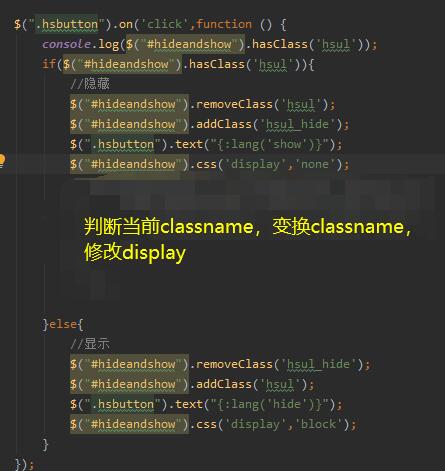 $(".hsbutton").on('click',function () {
console.log($("#hideandshow").hasClass('hsul'));
if($("#hideandshow").hasClass('hsul')){
//隐藏
$("#hideandshow").removeClass('hsul');
$("#hideandshow").addClass('hsul_hide');
$(".hsbutton").text("{:lang('show')}");
$("#hideandshow").css('display','none');
判断当前classname，变换classname，
修改display
}else{
//显示
$("#hideandshow").removeClass('hsul_hide');
$("#hideandshow").addClass('hsul');
$(".hsbutton").text("{:lang('hide')}");
$("#hideandshow").css('display','block');
}
});